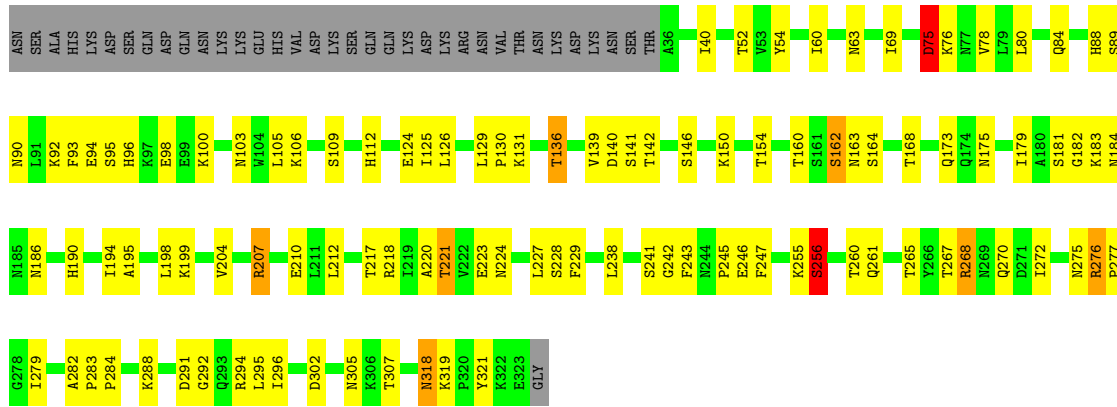 ASN SER ALA HIS LYS ASP SER GLN ASP GLN ASN LYS LYS GLU HIS VAL ASP LYS SER GLN GLN LYS ASP LYS ARG ASN VAL THR ASN LYS ASP LYS ASN SER THR A36 I40 T52 V53 Y54 I60 N63 I69 D75 K76 N77 V78 L79 L80 Q84 H88 S89
N90 L91 K92 F93 E94 S95 H96 K97 E98 E99 K100 N103 W104 L105 K106 S109 H112 E124 I125 L126 L129 P130 K131 T136 V139 D140 S141 T142 S146 K150 T154 T160 S161 S162 N163 S164 T168 Q173 Q174 N175 I179 A180 S181 G182 K183 N184
N185 N186 H190 I194 A195 L198 K199 V204 R207 E210 L211 L212 T217 R218 I219 A220 T221 V222 E223 N224 L227 S228 F229 L238 S241 G242 F243 N244 P245 E246 F247 K255 S256 T260 Q261 T265 Y266 T267 R268 N269 Q270 D271 I272 N275 R276 P277
G278 I279 A282 P283 P284 K288 D291 G292 Q293 R294 L295 I296 D302 N305 K306 T307 N318 K319 P320 Y321 K322 E323 GLY